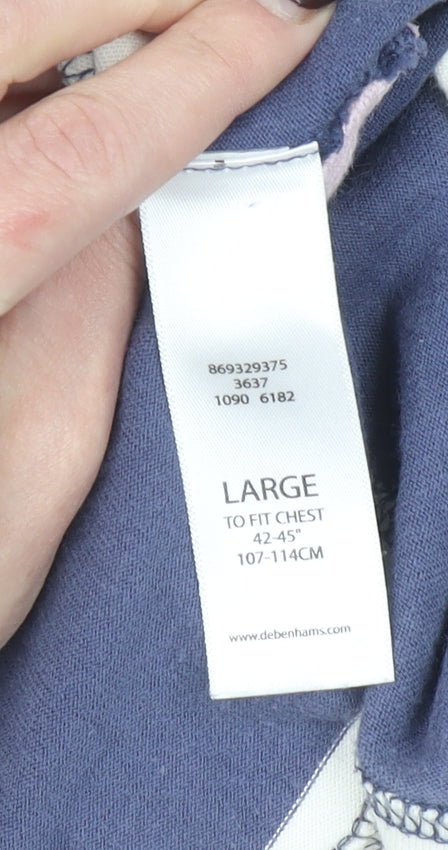 869329375
3637
1090 6182
LARGE
TO FIT CHEST
42-45"
107-114CM
www.debenhams.com